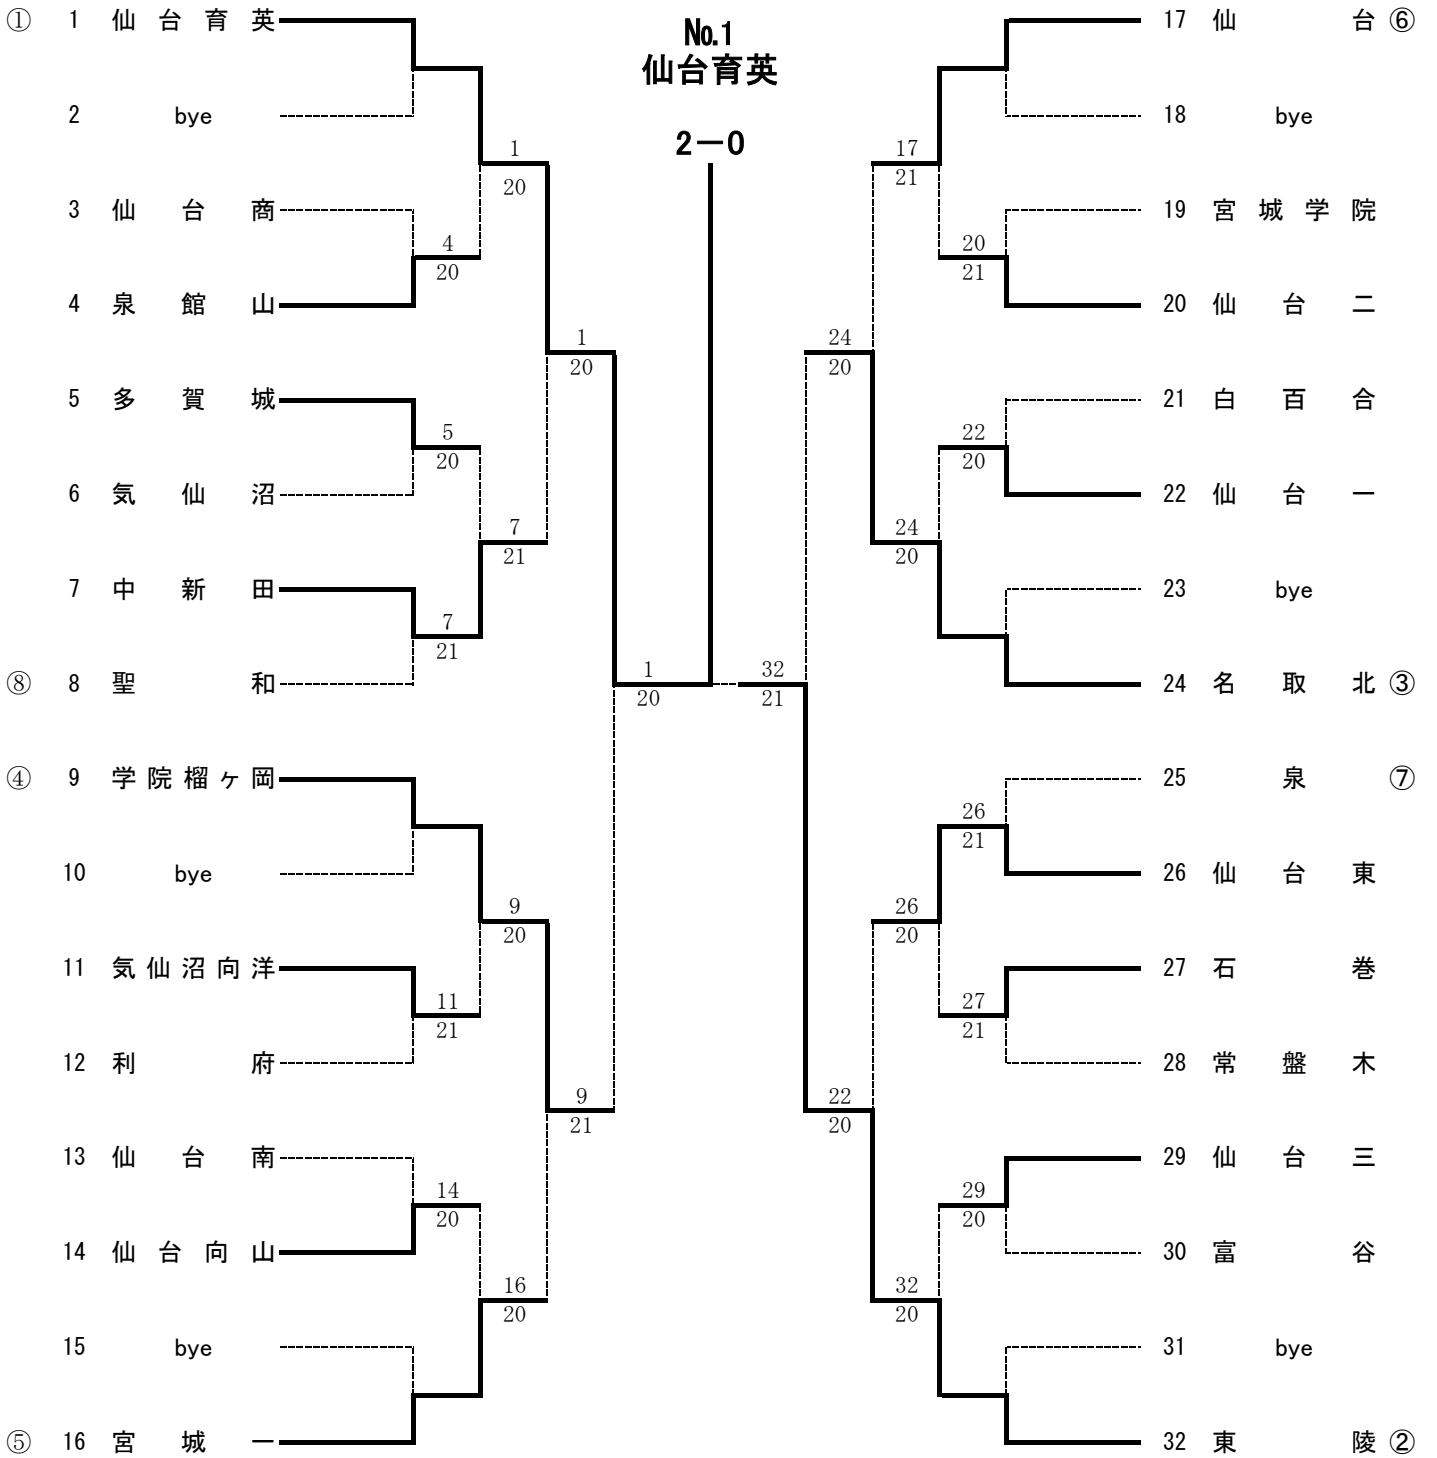 No.1
仙台育英
2－0
① 1 仙台育英
2 bye
1
20
3 仙台商
4
20
4 泉館山
1
20
5 多賀城
5
20
6 気仙沼
7
21
7 中新田
7
21
⑧ 8 聖和
1
20
④ 9 学院榴ヶ岡
10 bye
9
20
11 気仙沼向洋
11
21
12 利府
9
21
13 仙台南
14
20
14 仙台向山
16
20
15 bye
⑤ 16 宮城一
17 仙台 ⑥
18 bye
17
21
19 宮城学院
20
21
20 仙台二
24
20
21 白百合
22
20
22 仙台一
24
20
23 bye
24 名取北 ③
32
21
25 泉 ⑦
26
21
26 仙台東
26
20
27 石巻
27
21
28 常盤木
22
20
29 仙台三
29
20
30 富谷
32
20
31 bye
32 東陵 ②